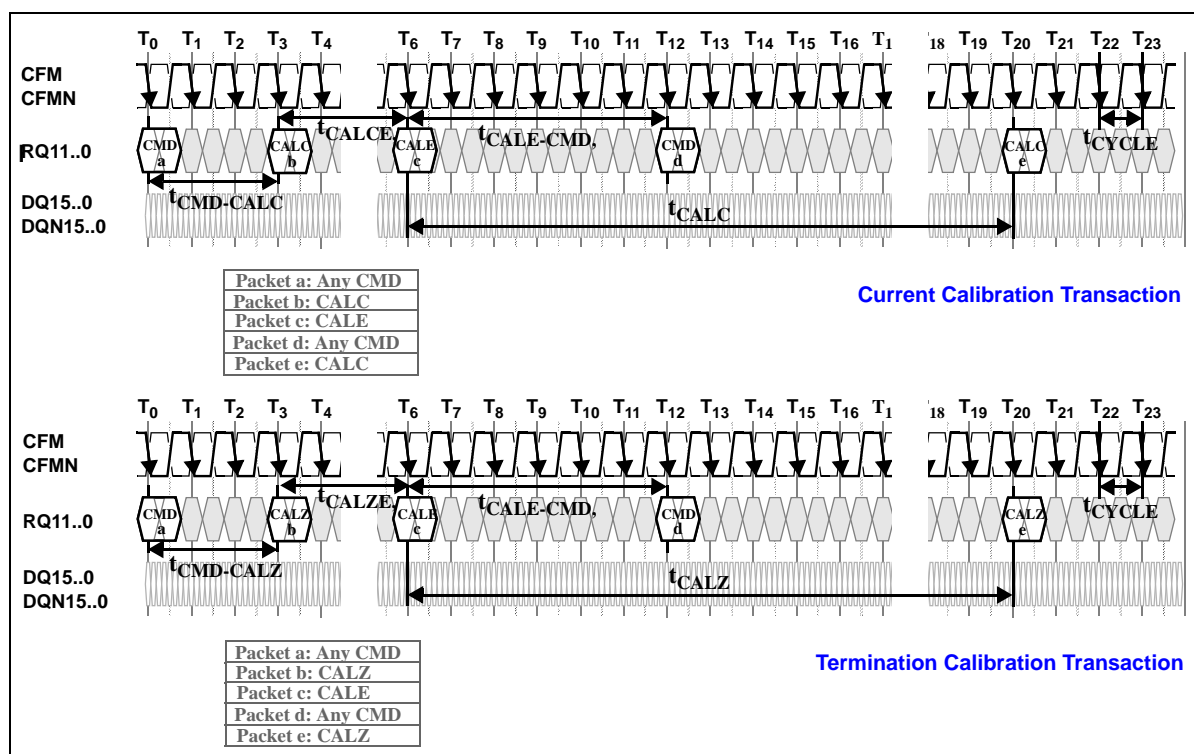 T0 T1 T2 T3 T4 T6 T7 T8 T9 T10 T11 T12 T13 T14 T15 T16 T1 18 T19 T20 T21 T22 T23
CFM
CFMN
tCALCE, tCALE-CMD, tCYCLE
RQ11..0 CMD a CALC b CALE c CMD d CALC e
tCMD-CALC
DQ15..0
DQN15..0
tCALC
Packet a: Any CMD
Packet b: CALC
Packet c: CALE
Packet d: Any CMD
Packet e: CALC
Current Calibration Transaction
T0 T1 T2 T3 T4 T6 T7 T8 T9 T10 T11 T12 T13 T14 T15 T16 T1 18 T19 T20 T21 T22 T23
CFM
CFMN
tCALZE, tCALE-CMD, tCYCLE
RQ11..0 CMD a CALZ b CALE c CMD d CALZ e
tCMD-CALZ
DQ15..0
DQN15..0
tCALZ
Packet a: Any CMD
Packet b: CALZ
Packet c: CALE
Packet d: Any CMD
Packet e: CALZ
Termination Calibration Transaction